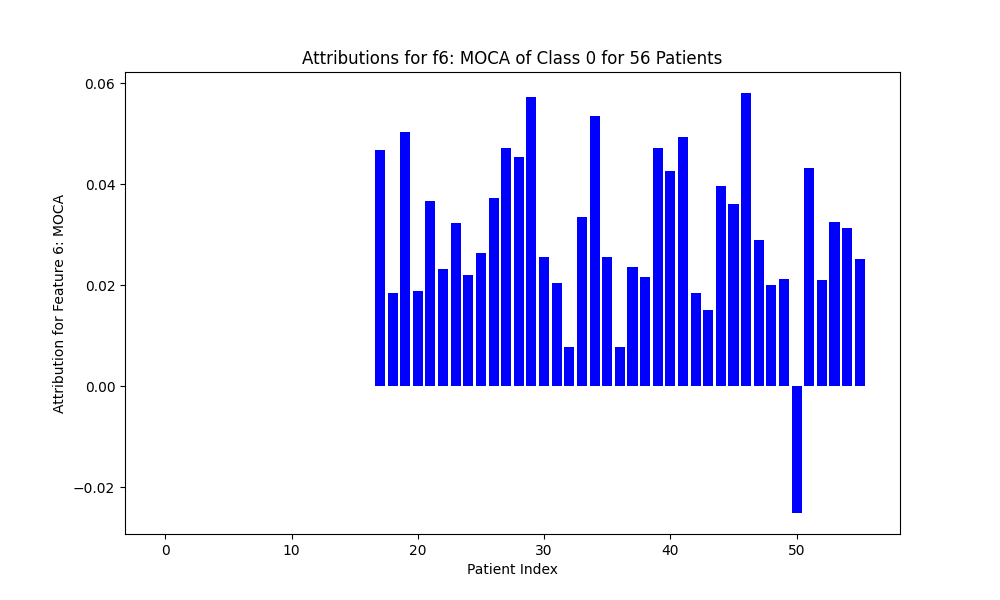 Attributions for f6: MOCA of Class 0 for 56 Patients
Attribution for Feature 6: MOCA
0.06
0.04
0.02
0.00
−0.02
0 10 20 30 40 50
Patient Index